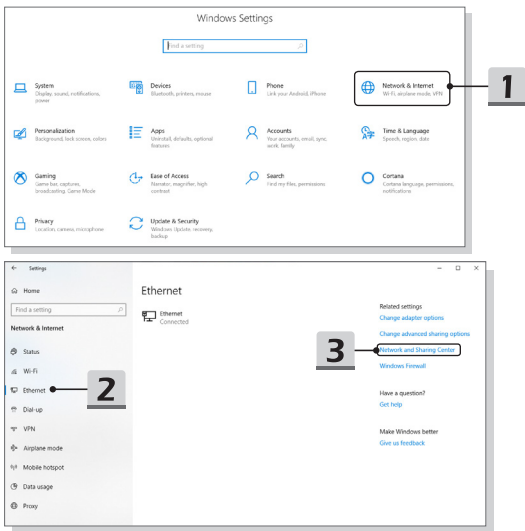 Windows Settings
Find a setting
System
Display, sound, notifications,
power
Devices
Bluetooth, printers, mouse
Phone
Link your Android, iPhone
Network & Internet
Wi-Fi, airplane mode, VPN
1
Personalization
Background, lock screen, colors
Apps
Uninstall, defaults, optional
features
Accounts
Your accounts, email, sync,
work, family
Time & Language
Speech, region, date
Gaming
Game bar, captures,
broadcasting, Game Mode
Ease of Access
Narrator, magnifier, high
contrast
Search
Find my files, permissions
Cortana
Cortana language, permissions,
notifications
Privacy
Location, camera, microphone
Update & Security
Windows Update, recovery,
backup
Settings
Home
Find a setting
Network & Internet
Status
Wi-Fi
Ethernet
2
Dial-up
VPN
Airplane mode
Mobile hotspot
Data usage
Proxy
Ethernet
Ethernet
Connected
Related settings
Change adapter options
Change advanced sharing options
3
Network and Sharing Center
Windows Firewall
Have a question?
Get help
Make Windows better
Give us feedback